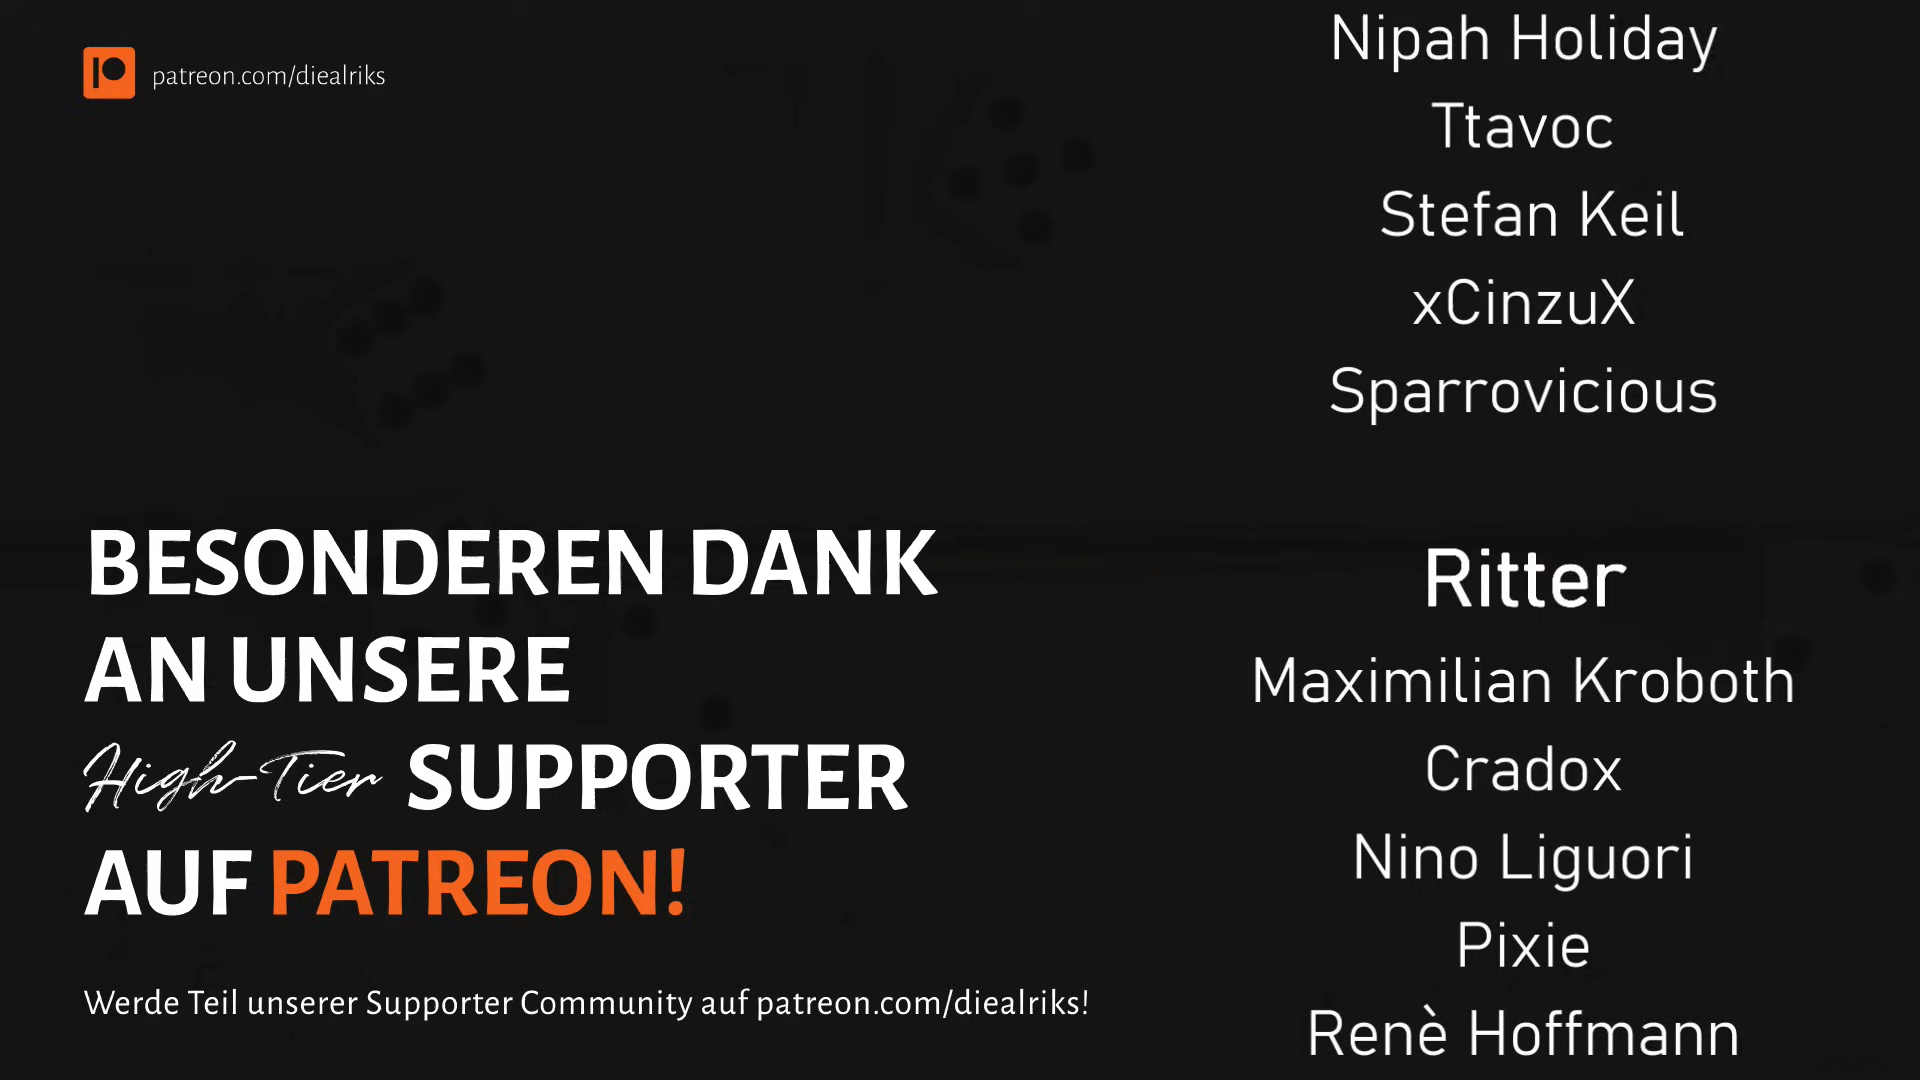 patreon.com/diealriks
BESONDEREN DANK
AN UNSERE
High-Tier SUPPORTER
AUF PATREON!
Werde Teil unserer Supporter Community auf patreon.com/diealriks!
Nipah Holiday
Ttavoc
Stefan Keil
xCinzuX
Sparrovicious
Ritter
Maximilian Kroboth
Cradox
Nino Liguori
Pixie
Renè Hoffmann